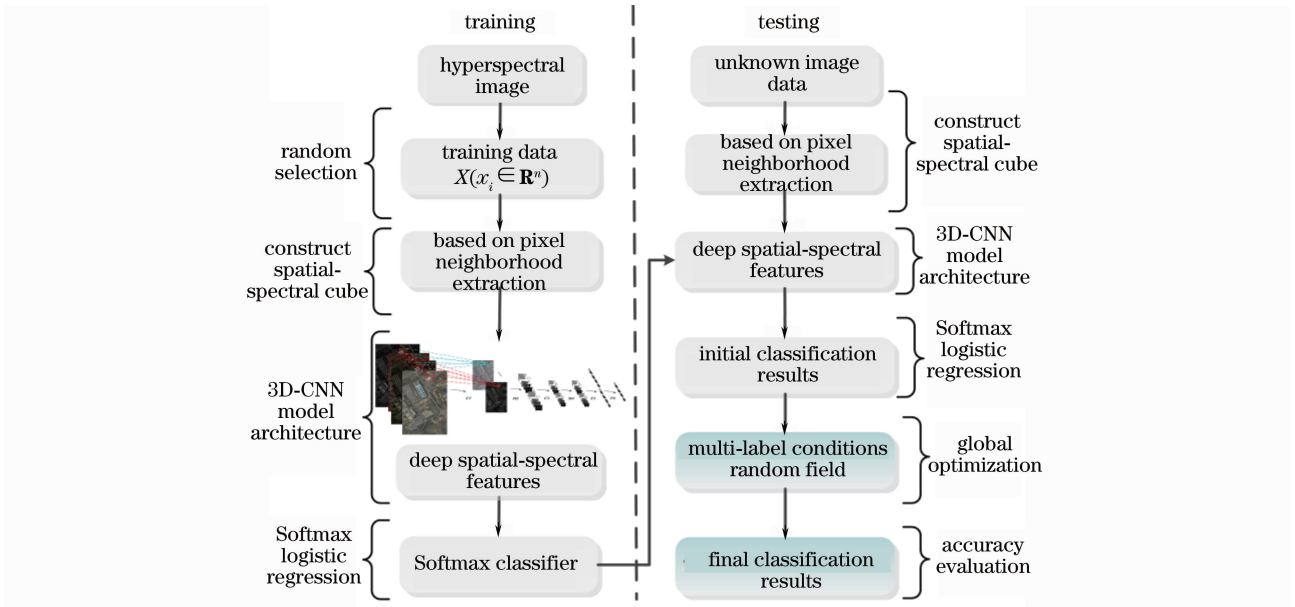 training
hyperspectral
image
random
selection
training data
X(x_i ∈ ℝⁿ)
construct
spatial-
spectral cube
based on pixel
neighborhood
extraction
3D-CNN
model
architecture
deep spatial-spectral
features
Softmax
logistic
regression
Softmax classifier
testing
unknown image
data
based on pixel
neighborhood
extraction
construct
spatial-
spectral cube
deep spatial-spectral
features
3D-CNN
model
architecture
initial classification
results
Softmax
logistic
regression
multi-label conditions
random field
global
optimization
final classification
results
accuracy
evaluation